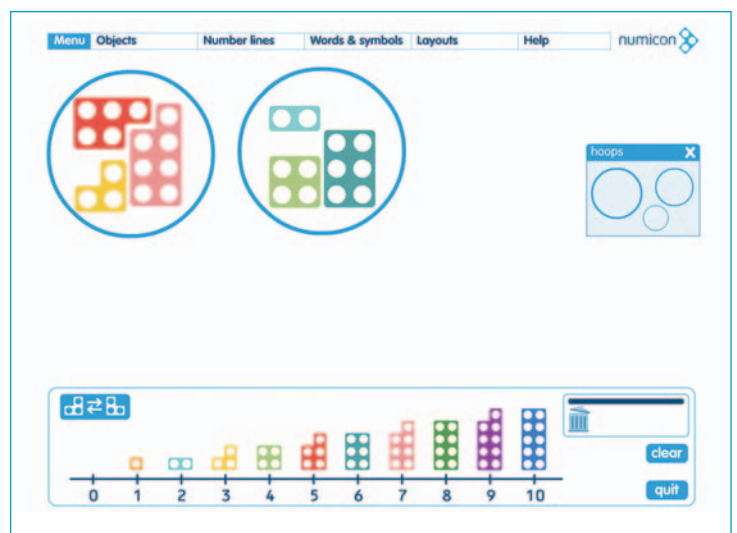 Menu Objects Number lines Words & symbols Layouts Help numicon
hoops X
clear
0 1 2 3 4 5 6 7 8 9 10
quit